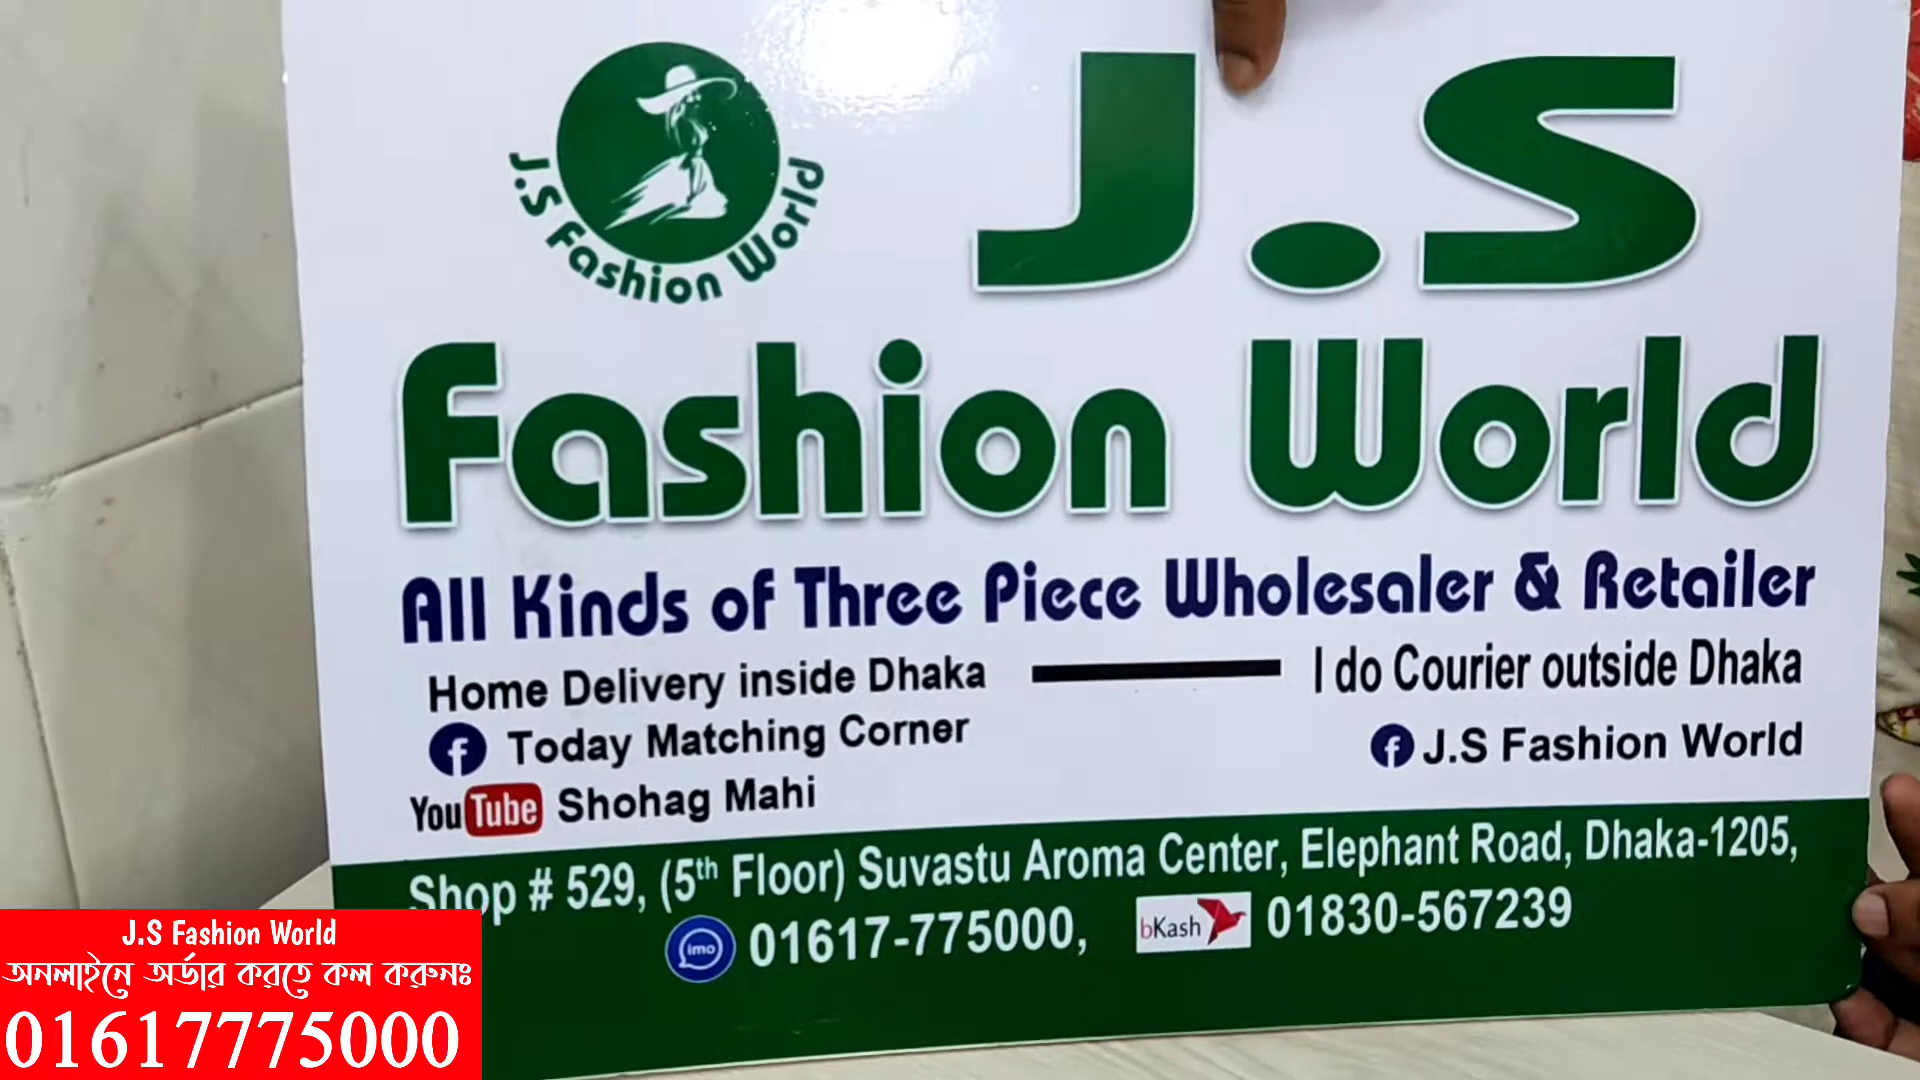 J.S Fashion World
J.S
Fashion World
All Kinds of Three Piece Wholesaler & Retailer
Home Delivery inside Dhaka — I do Courier outside Dhaka
f Today Matching Corner
f J.S Fashion World
YouTube Shohag Mahi
Shop # 529, (5th Floor) Suvastu Aroma Center, Elephant Road, Dhaka-1205,
imo 01617-775000, bKash 01830-567239
J.S Fashion World
অনলাইনে অর্ডার করতে কল করুনঃ
01617775000